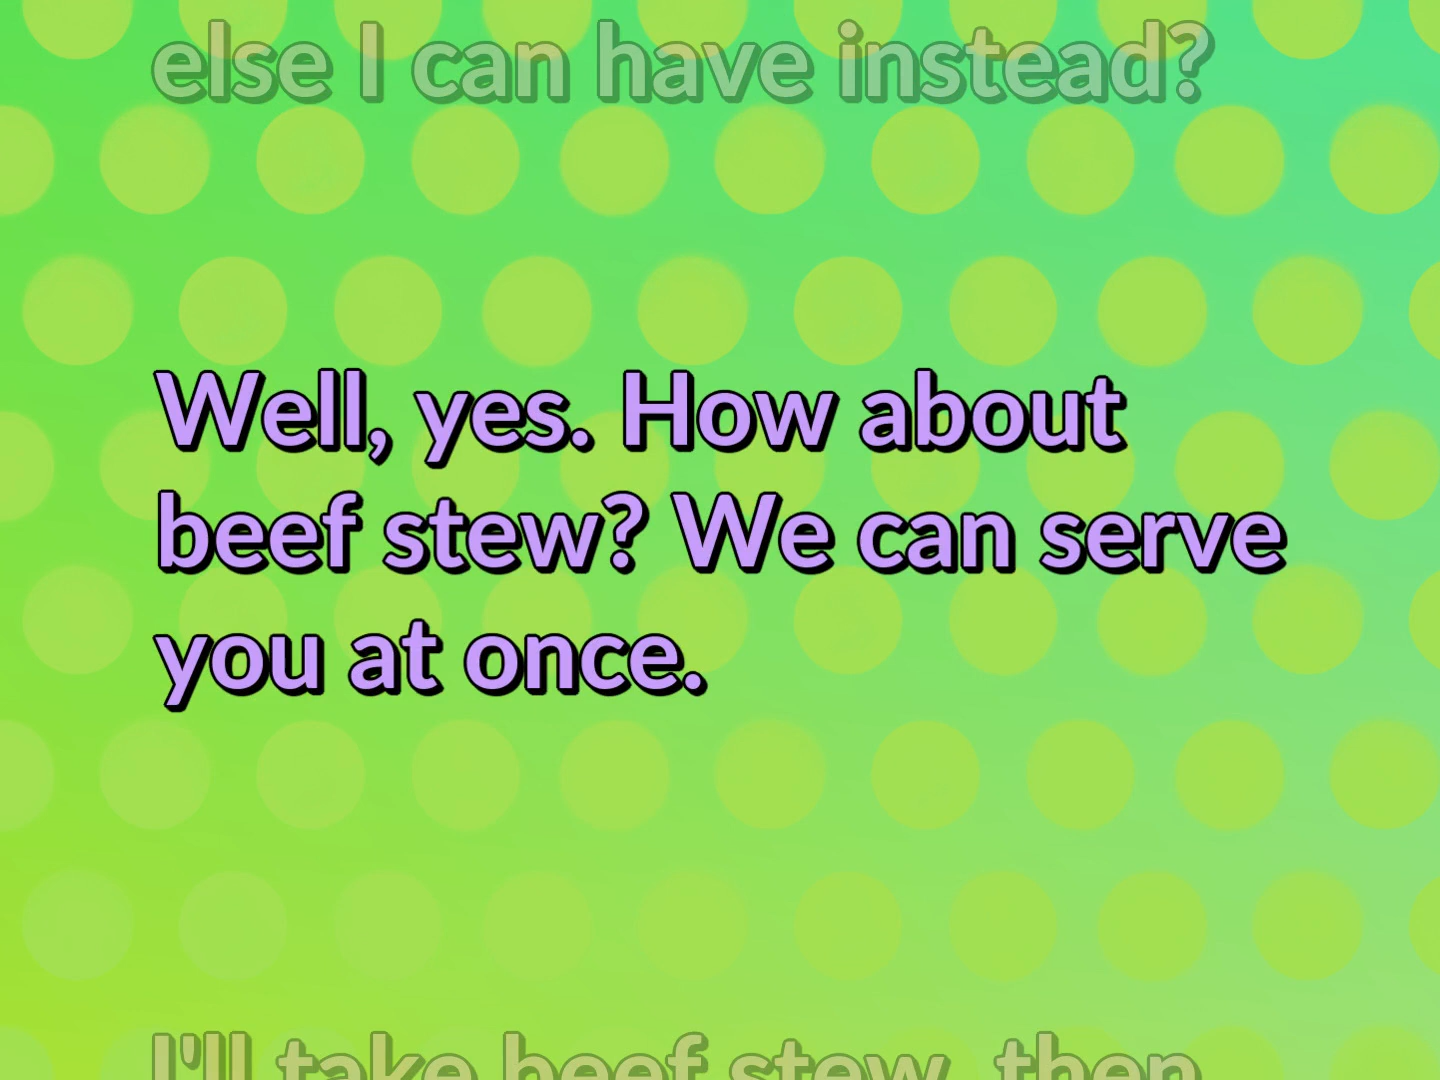 else I can have instead?
Well, yes. How about
beef stew? We can serve
you at once.
I'll take beef stew, then